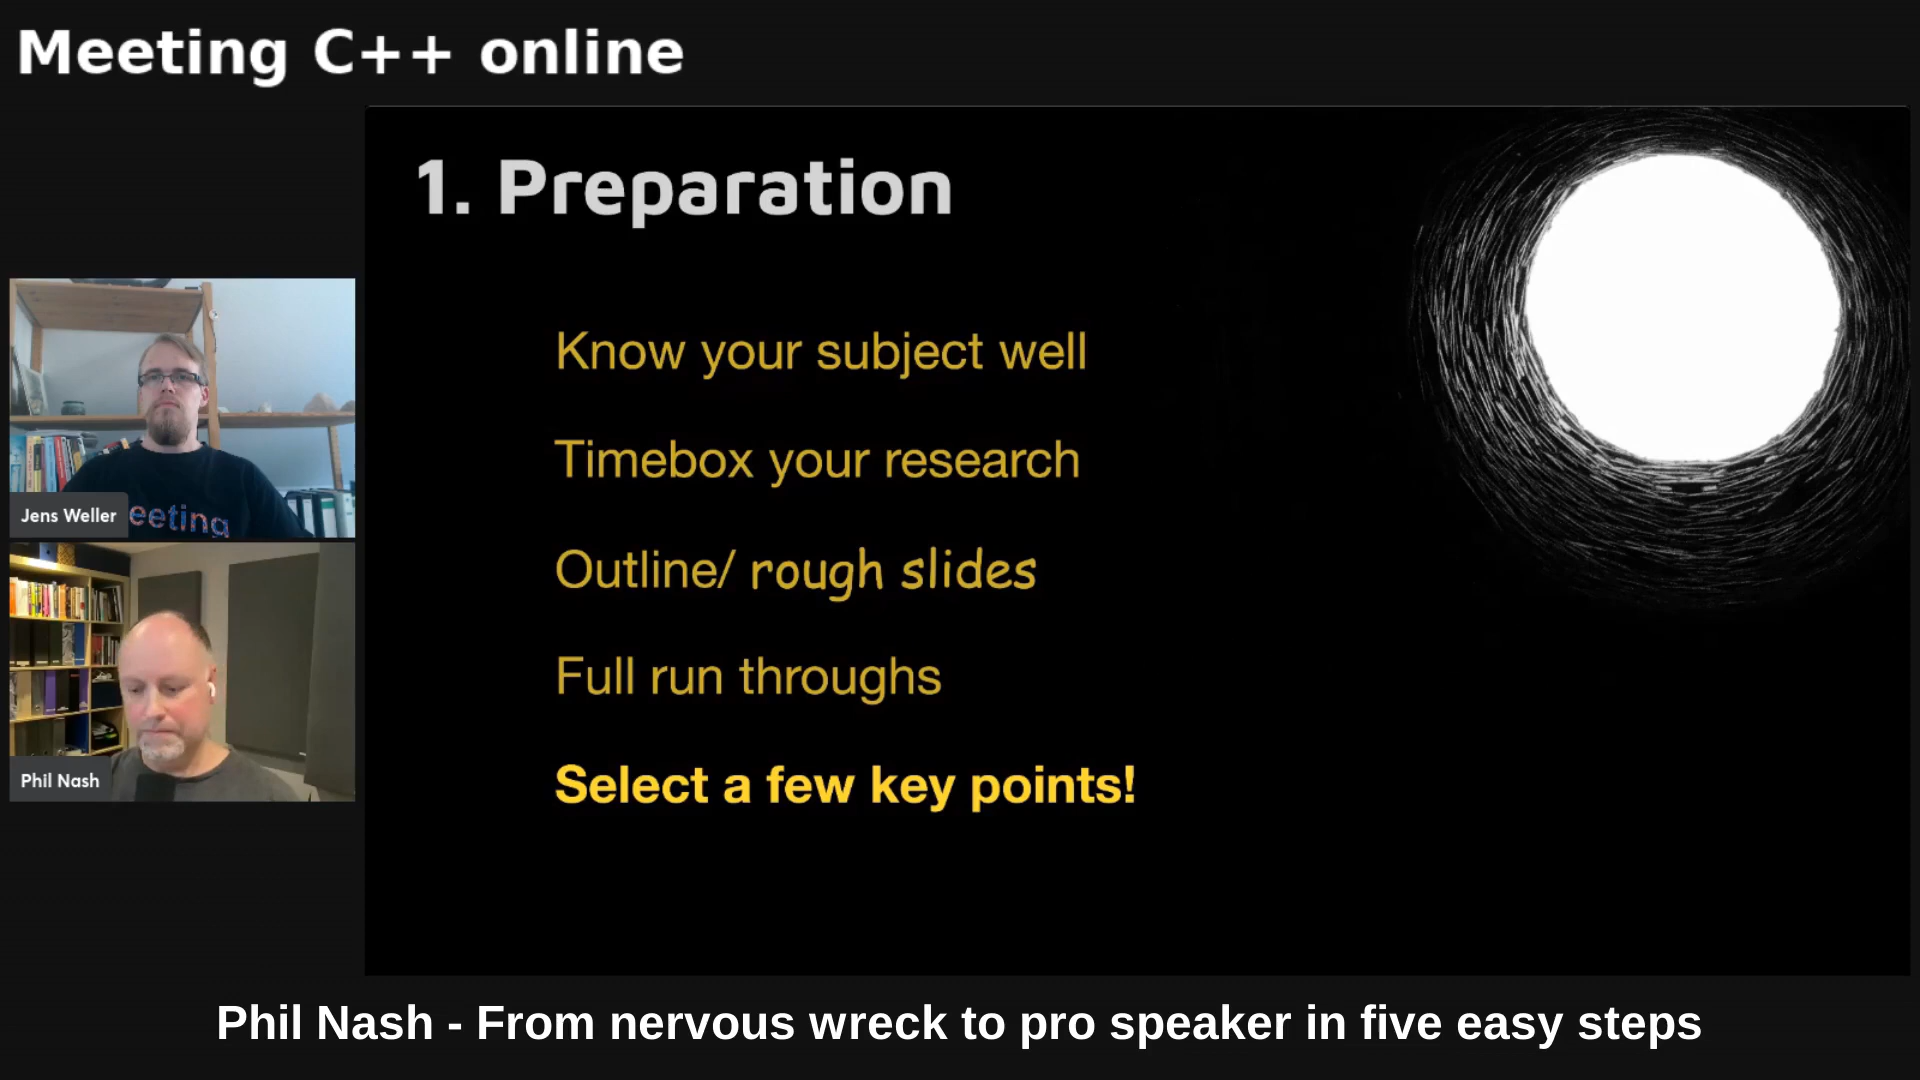 Meeting C++ online
1. Preparation
Know your subject well
Timebox your research
Outline/ rough slides
Full run throughs
Select a few key points!
Jens Weller
eeting
Phil Nash
Phil Nash - From nervous wreck to pro speaker in five easy steps